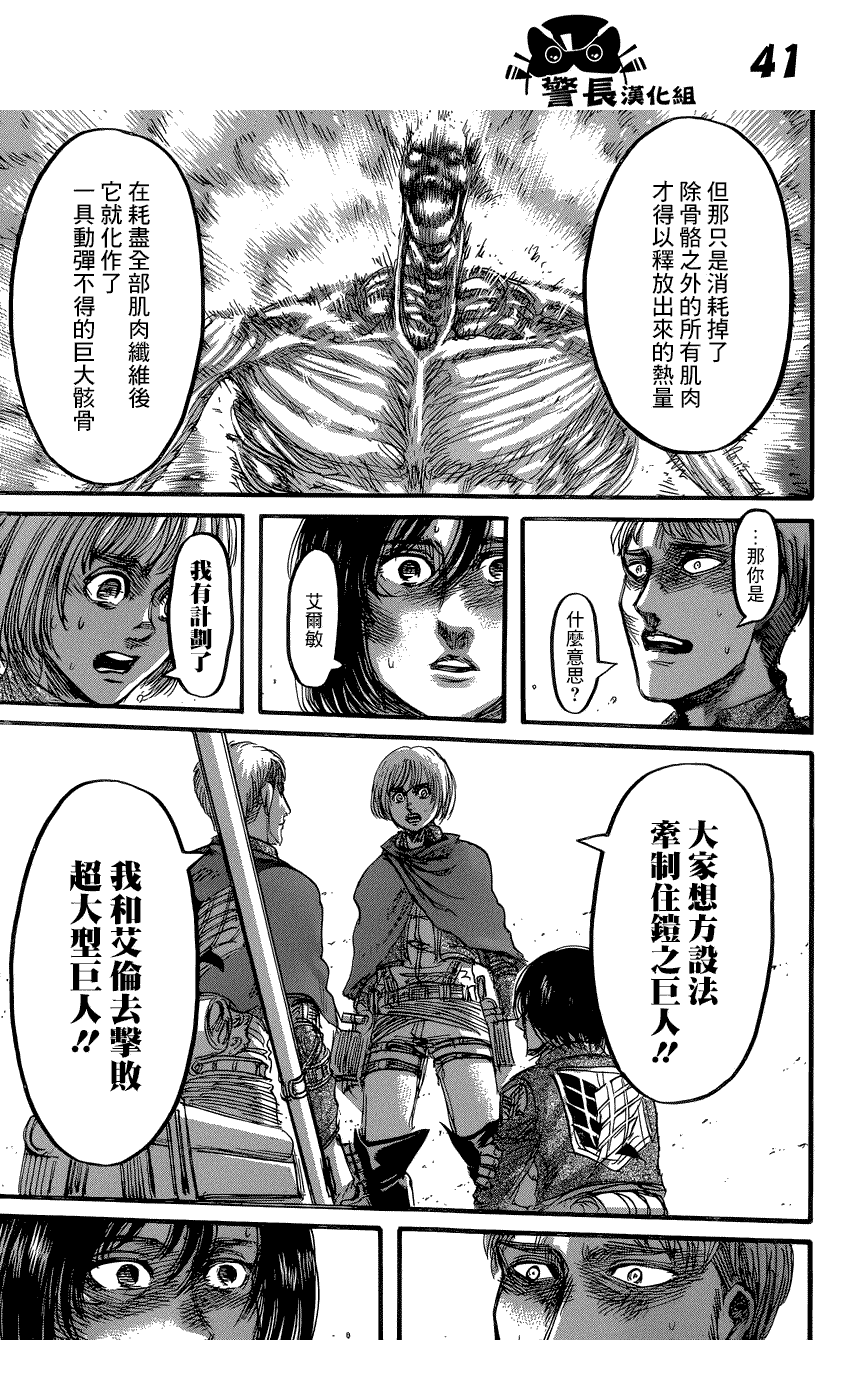 警長漢化組
41
但那只是消耗掉了
除骨骼之外的所有肌肉
才得以釋放出來的熱量
在耗盡全部肌肉纖維後
它就化作了
一具動彈不得的巨大骸骨
…那你是
什麼意思？
艾爾敏
我有計劃了
大家想方設法
牽制住鎧之巨人!!
我和艾倫去擊敗
超大型巨人!!